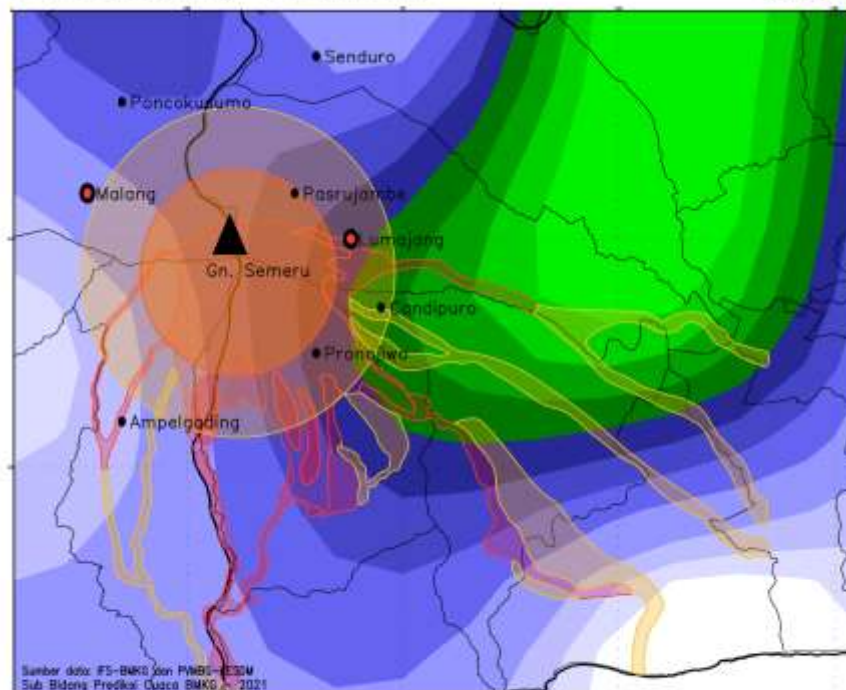 Senduro
Poncokusumo
Malang
Pasrujambe
Lumajang
Gn. Semeru
Candipuro
Pronojiwo
Ampelgading
Sumber data: IFS-BMKG dan PVMBG-KESDM
Sub Bidang Prediksi Cuaca BMKG - 2021